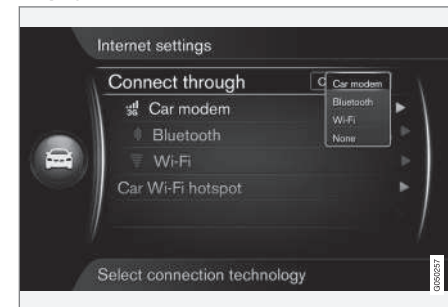 Internet settings
Connect through
Car modem
Bluetooth
Wi-Fi
None
3G Car modem
Bluetooth
Wi-Fi
Car Wi-Fi hotspot
Select connection technology
G050257